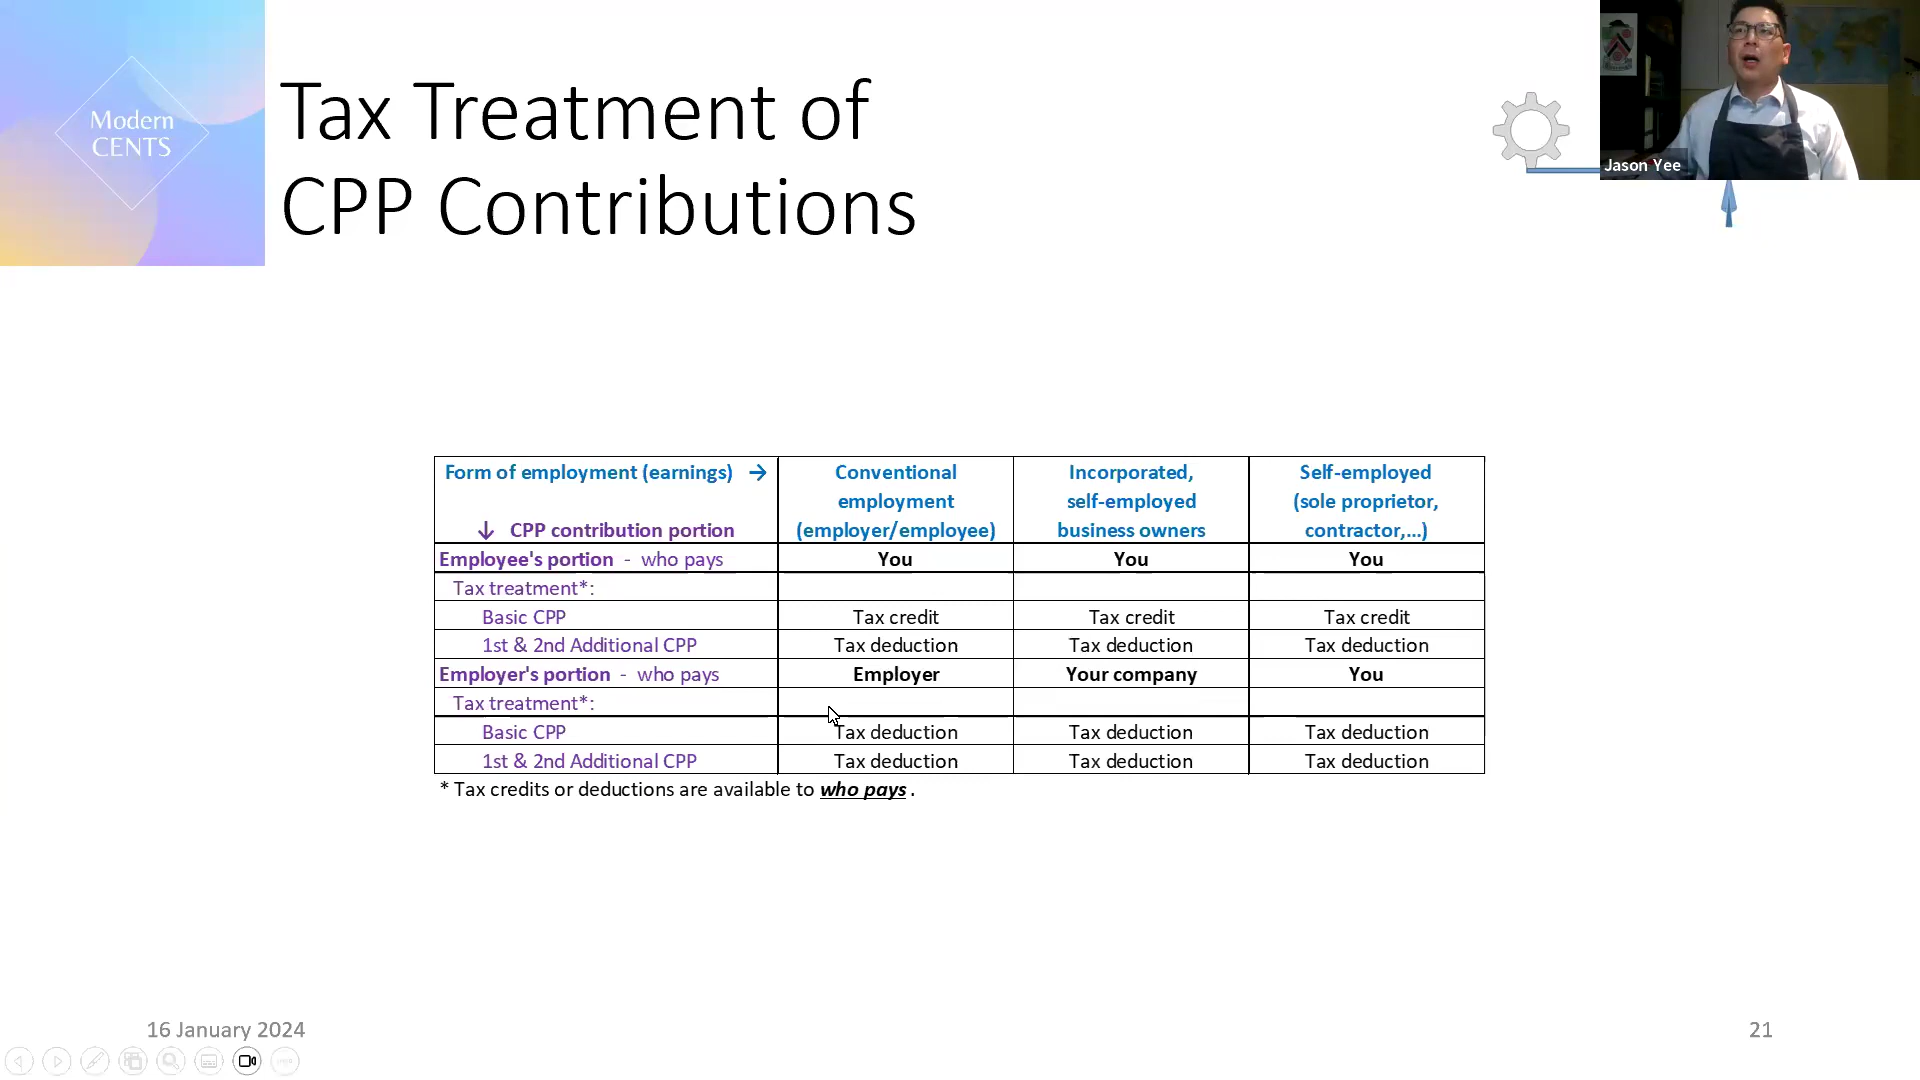 Modern
CENTS
Tax Treatment of
CPP Contributions
Jason Yee
Form of employment (earnings) → Conventional employment (employer/employee) Incorporated, self-employed business owners Self-employed (sole proprietor, contractor,...)
↓ CPP contribution portion
Employee's portion - who pays You You You
Tax treatment*:
Basic CPP Tax credit Tax credit Tax credit
1st & 2nd Additional CPP Tax deduction Tax deduction Tax deduction
Employer's portion - who pays Employer Your company You
Tax treatment*:
Basic CPP Tax deduction Tax deduction Tax deduction
1st & 2nd Additional CPP Tax deduction Tax deduction Tax deduction
* Tax credits or deductions are available to who pays .
16 January 2024
21